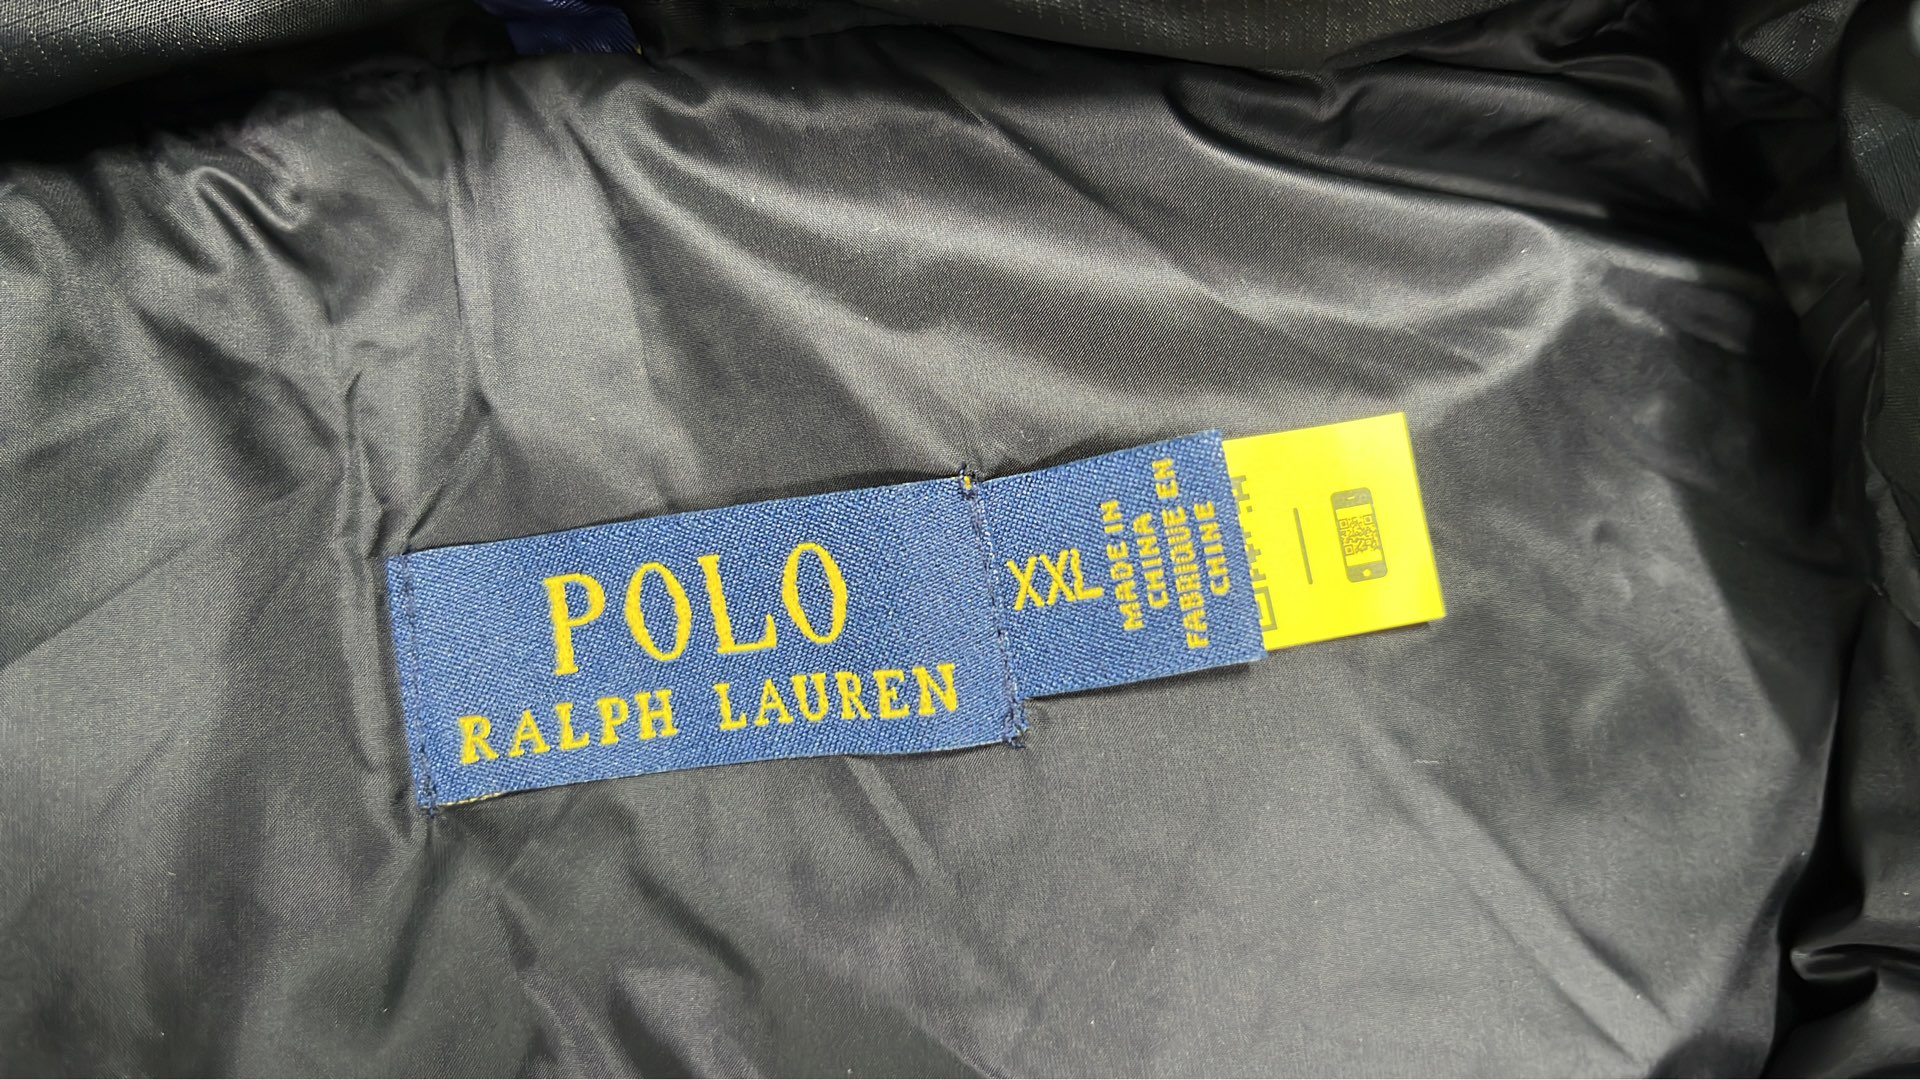 POLO
RALPH LAUREN
XXL
MADE IN
CHINA
FABRIQUE EN
CHINE